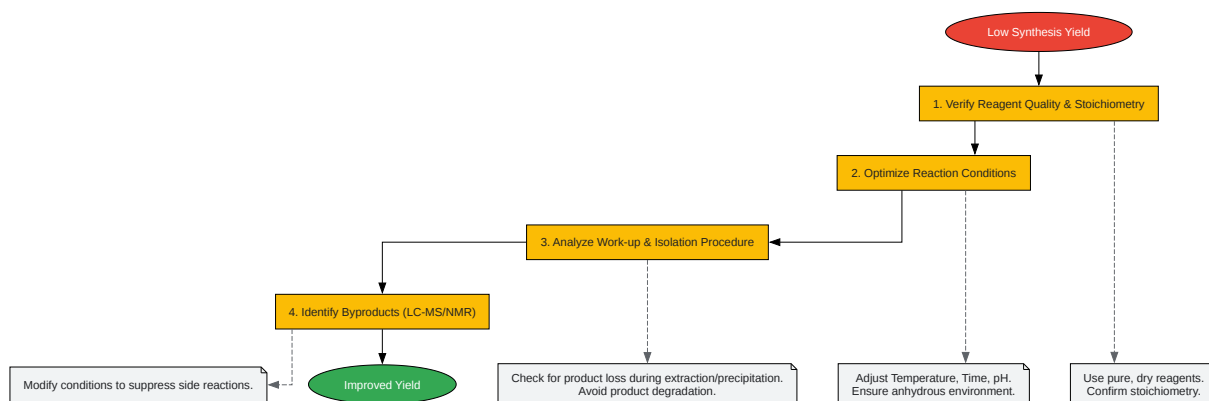 Low Synthesis Yield
1. Verify Reagent Quality & Stoichiometry
2. Optimize Reaction Conditions
3. Analyze Work-up & Isolation Procedure
4. Identify Byproducts (LC-MS/NMR)
Modify conditions to suppress side reactions.
Improved Yield
Check for product loss during extraction/precipitation.
Avoid product degradation.
Adjust Temperature, Time, pH.
Ensure anhydrous environment.
Use pure, dry reagents.
Confirm stoichiometry.